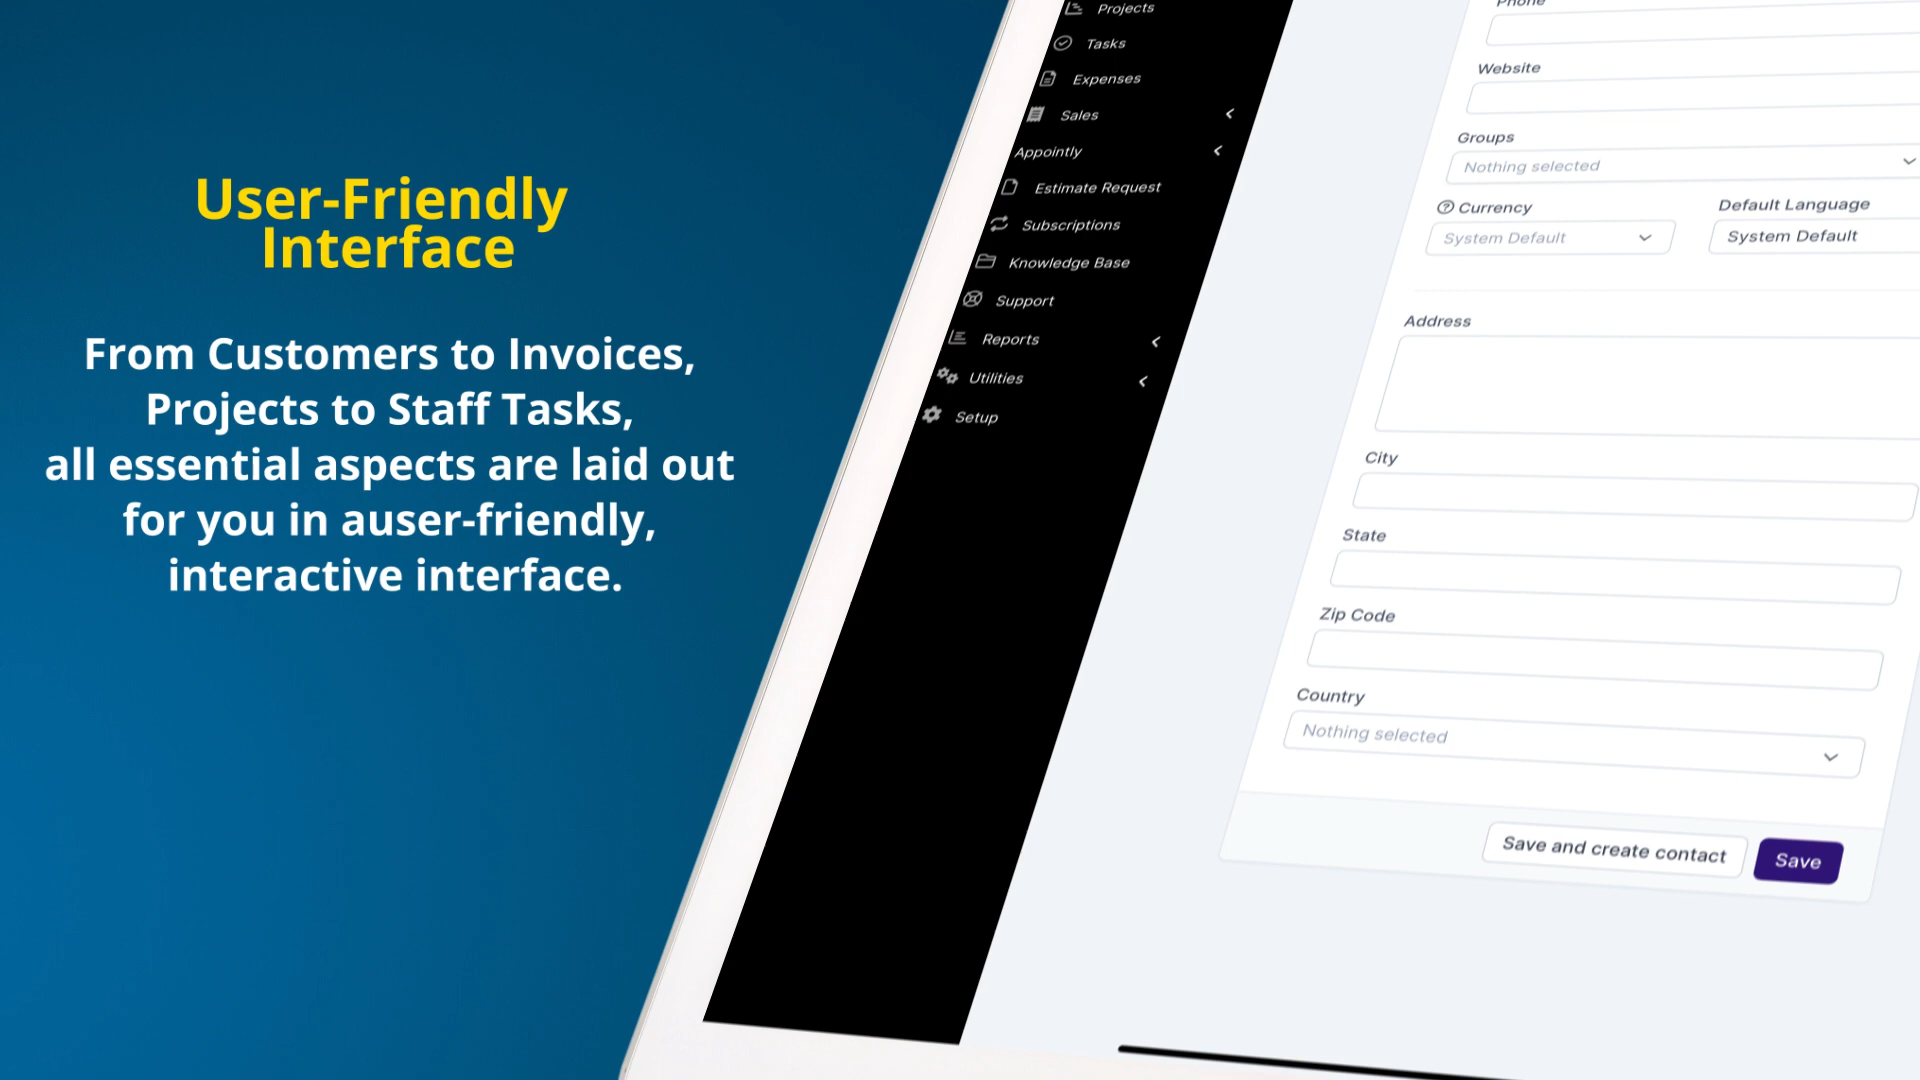 User-Friendly
Interface
From Customers to Invoices,
Projects to Staff Tasks,
all essential aspects are laid out
for you in auser-friendly,
interactive interface.
Projects
Tasks
Expenses
Sales
Appointly
Estimate Request
Subscriptions
Knowledge Base
Support
Reports
Utilities
Setup
Phone
Website
Groups
Nothing selected
Currency
System Default
Default Language
System Default
Address
City
State
Zip Code
Country
Nothing selected
Save and create contact
Save